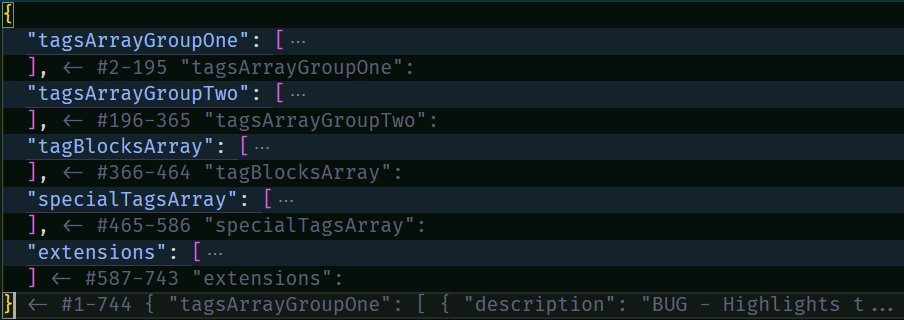 {
"tagsArrayGroupOne": [ ...
], <- #2-195 "tagsArrayGroupOne":
"tagsArrayGroupTwo": [ ...
], <- #196-365 "tagsArrayGroupTwo":
"tagBlocksArray": [ ...
], <- #366-464 "tagBlocksArray":
"specialTagsArray": [ ...
], <- #465-586 "specialTagsArray":
"extensions": [ ...
] <- #587-743 "extensions":
} <- #1-744 { "tagsArrayGroupOne": [ { "description": "BUG - Highlights t...